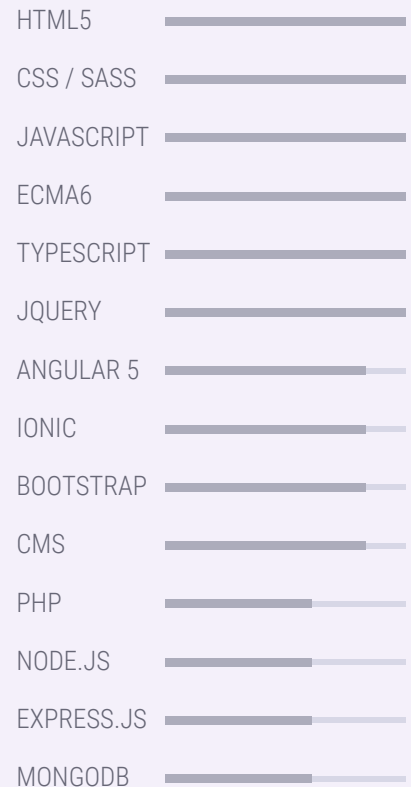 HTML5
CSS / SASS
JAVASCRIPT
ECMA6
TYPESCRIPT
JQUERY
ANGULAR 5
IONIC
BOOTSTRAP
CMS
PHP
NODE.JS
EXPRESS.JS
MONGODB